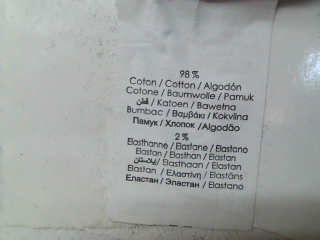 98%
Coton / Cotton / Algodón
Cotone / Baumwolle / Pamuk
قطن / Katoen / Bawełna
Bumbac / Βαμβάκι / Kokvilna
Памук / Хлопок /Algodão
2%
Elasthanne / Elastane / Elastano
Elastan / Elasthan / Elastan
إيلاستان/ Elasthaan / Elastan
Elastan / Ελαστίνη / Elastāns
Еластан / Эластан / Elastano